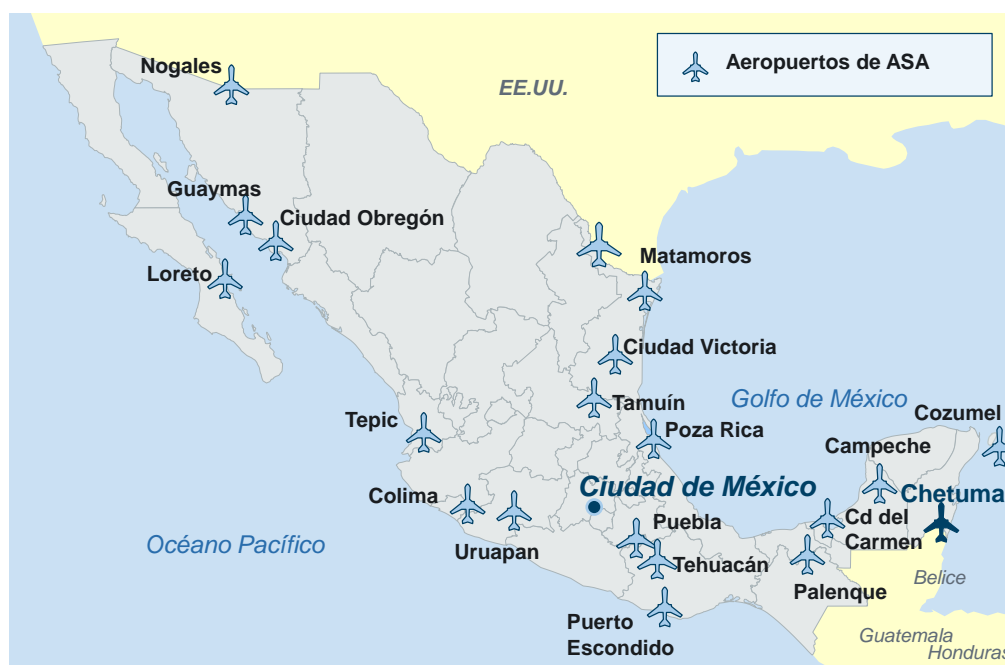 Nogales
Aeropuertos de ASA
EE.UU.
Guaymas
Ciudad Obregón
Loreto
Matamoros
Ciudad Victoria
Tamuín
Golfo de México
Tepic
Poza Rica
Cozumel
Campeche
Colima
Ciudad de México
Chetuma
Puebla
Cd del
Carmen
Océano Pacífico
Uruapan
Tehuacán
Palenque
Belice
Puerto
Escondido
Guatemala
Honduras